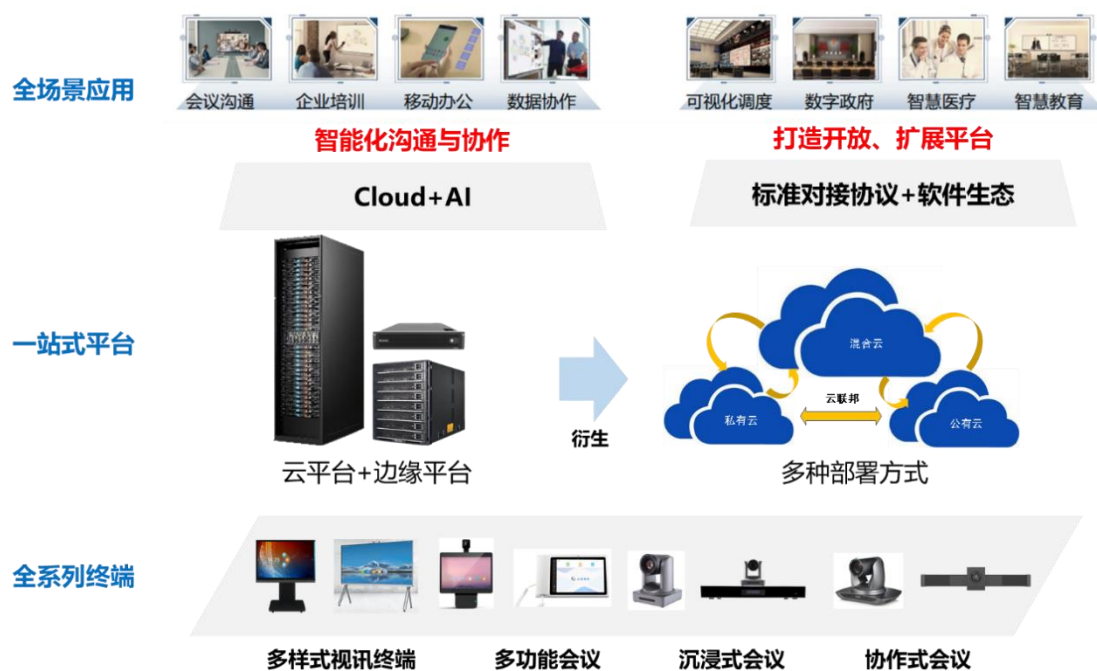 全场景应用
会议沟通
企业培训
移动办公
数据协作
可视化调度
数字政府
智慧医疗
智慧教育
智能化沟通与协作
打造开放、扩展平台
Cloud+AI
标准对接协议+软件生态
一站式平台
衍生
混合云
云联邦
私有云
公有云
云平台+边缘平台
多种部署方式
全系列终端
多样式视讯终端
多功能会议
沉浸式会议
协作式会议